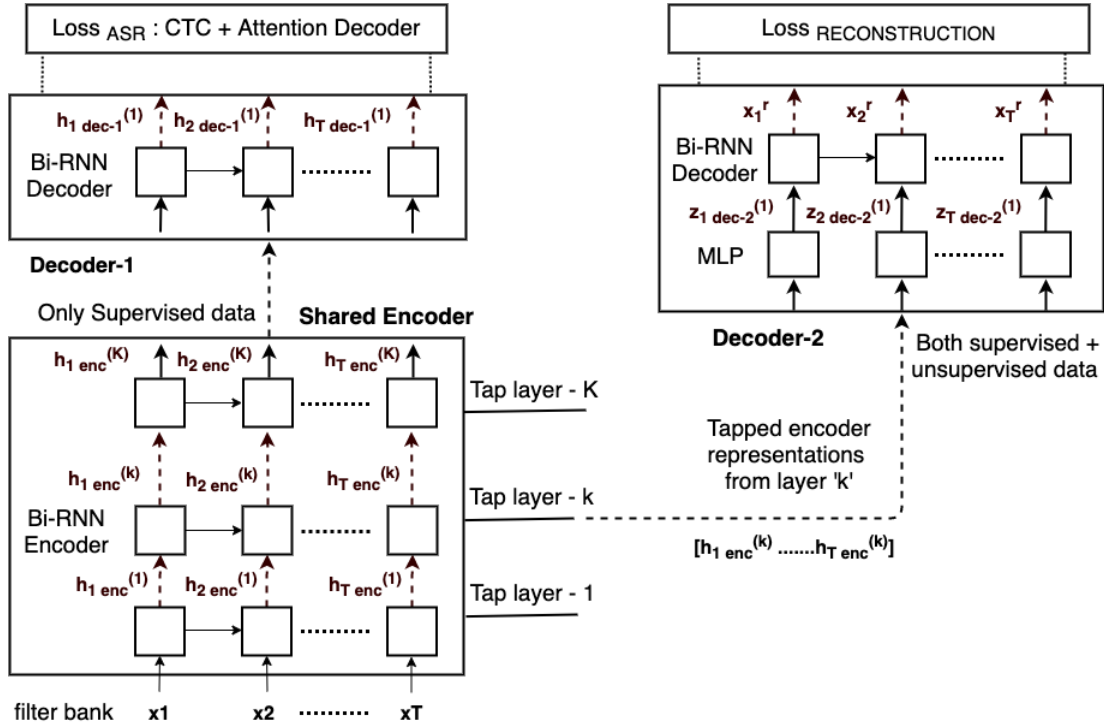 Loss ASR : CTC + Attention Decoder
h1 dec-1(1) h2 dec-1(1) hT dec-1(1)
Bi-RNN
Decoder
Decoder-1
Only Supervised data
Shared Encoder
h1 enc(K) h2 enc(K) hT enc(K)
Tap layer - K
h1 enc(k) h2 enc(k) hT enc(k)
Tap layer - k
Bi-RNN
Encoder
h1 enc(1) h2 enc(1) hT enc(1)
Tap layer - 1
filter bank x1 x2 .......... xT
Loss RECONSTRUCTION
x1r x2r xTr
Bi-RNN
Decoder
z1 dec-2(1) z2 dec-2(1) zT dec-2(1)
MLP
Decoder-2
Both supervised +
unsupervised data
Tapped encoder
representations
from layer 'k'
[h1 enc(k) .......hT enc(k)]